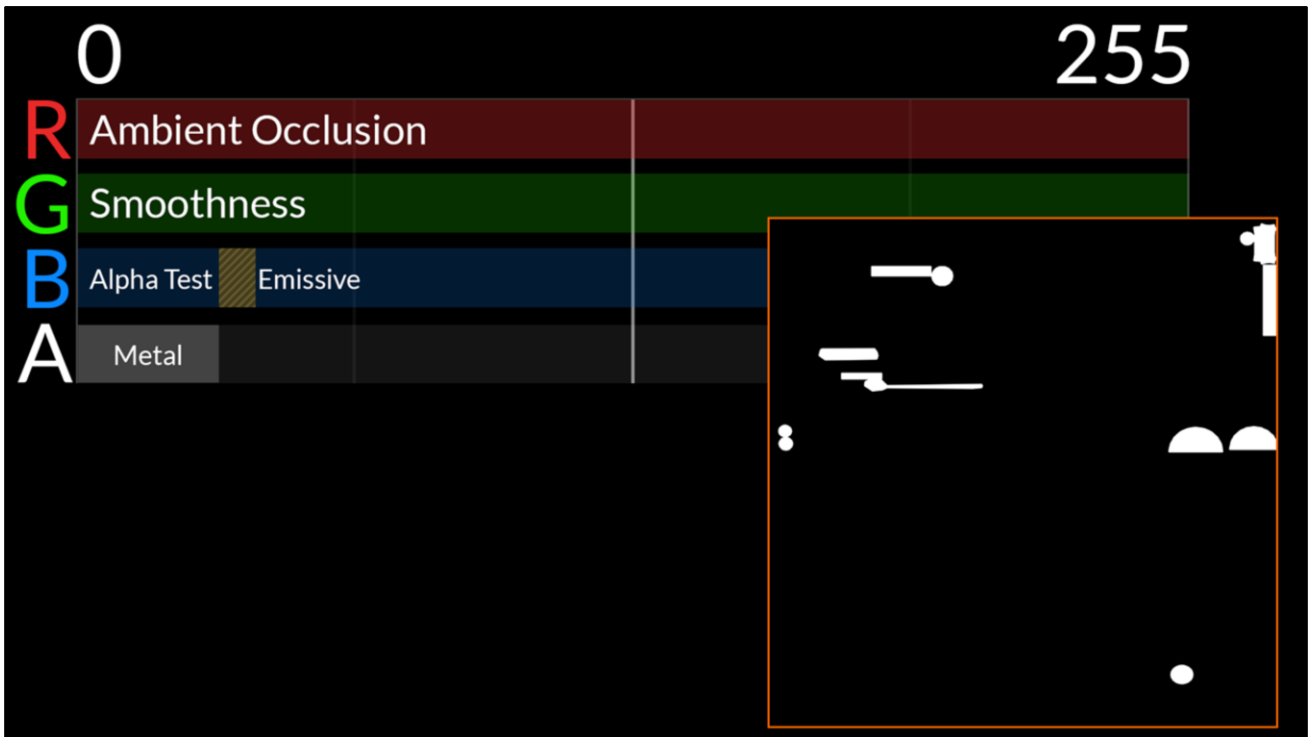 0 255
R Ambient Occlusion
G Smoothness
B Alpha Test Emissive
A Metal